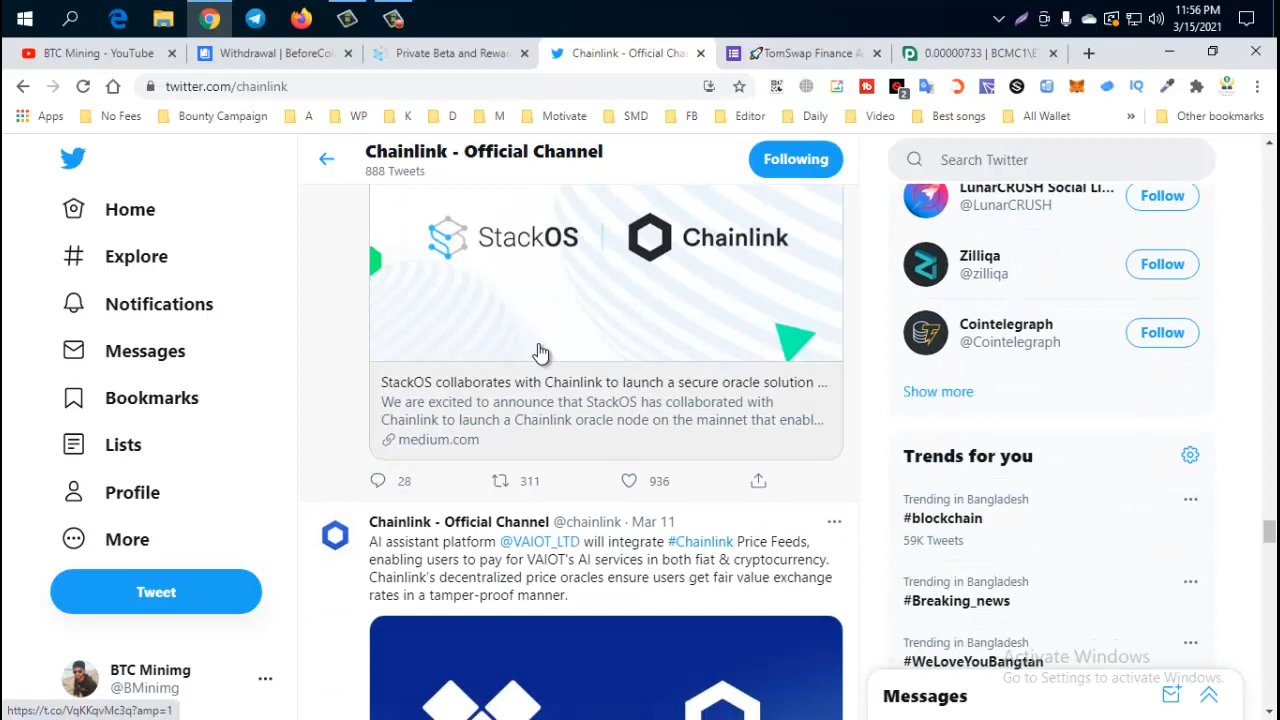 11:56 PM
3/15/2021
BTC Mining - YouTube
Withdrawal | BeforeCo
Private Beta and Rewa
Chainlink - Official Cha
TomSwap Finance A
0.00000733 | BCMC1\E
twitter.com/chainlink
2
Apps
No Fees
Bounty Campaign
A
WP
K
D
M
Motivate
SMD
FB
Editor
Daily
Video
Best songs
All Wallet
»
Other bookmarks
Home
Explore
Notifications
Messages
Bookmarks
Lists
Profile
More
Tweet
BTC Minimg
@BMinimg
https://t.co/VqKKqvMc3q?amp=1
Chainlink - Official Channel
888 Tweets
Following
StackOS
Chainlink
StackOS collaborates with Chainlink to launch a secure oracle solution ...
We are excited to announce that StackOS has collaborated with
Chainlink to launch a Chainlink oracle node on the mainnet that enabl...
medium.com
28 311 936
Chainlink - Official Channel @chainlink · Mar 11
AI assistant platform @VAIOT_LTD will integrate #Chainlink Price Feeds,
enabling users to pay for VAIOT's AI services in both fiat & cryptocurrency.
Chainlink's decentralized price oracles ensure users get fair value exchange
rates in a tamper-proof manner.
Search Twitter
LunarCRUSH Social Li...
@LunarCRUSH
Follow
Zilliqa
@zilliqa
Follow
Cointelegraph
@Cointelegraph
Follow
Show more
Trends for you
Trending in Bangladesh
#blockchain
59K Tweets
Trending in Bangladesh
#Breaking_news
Trending in Bangladesh
#WeLoveYouBangtan
Activate Windows
Go to Settings to activate Windows.
Messages